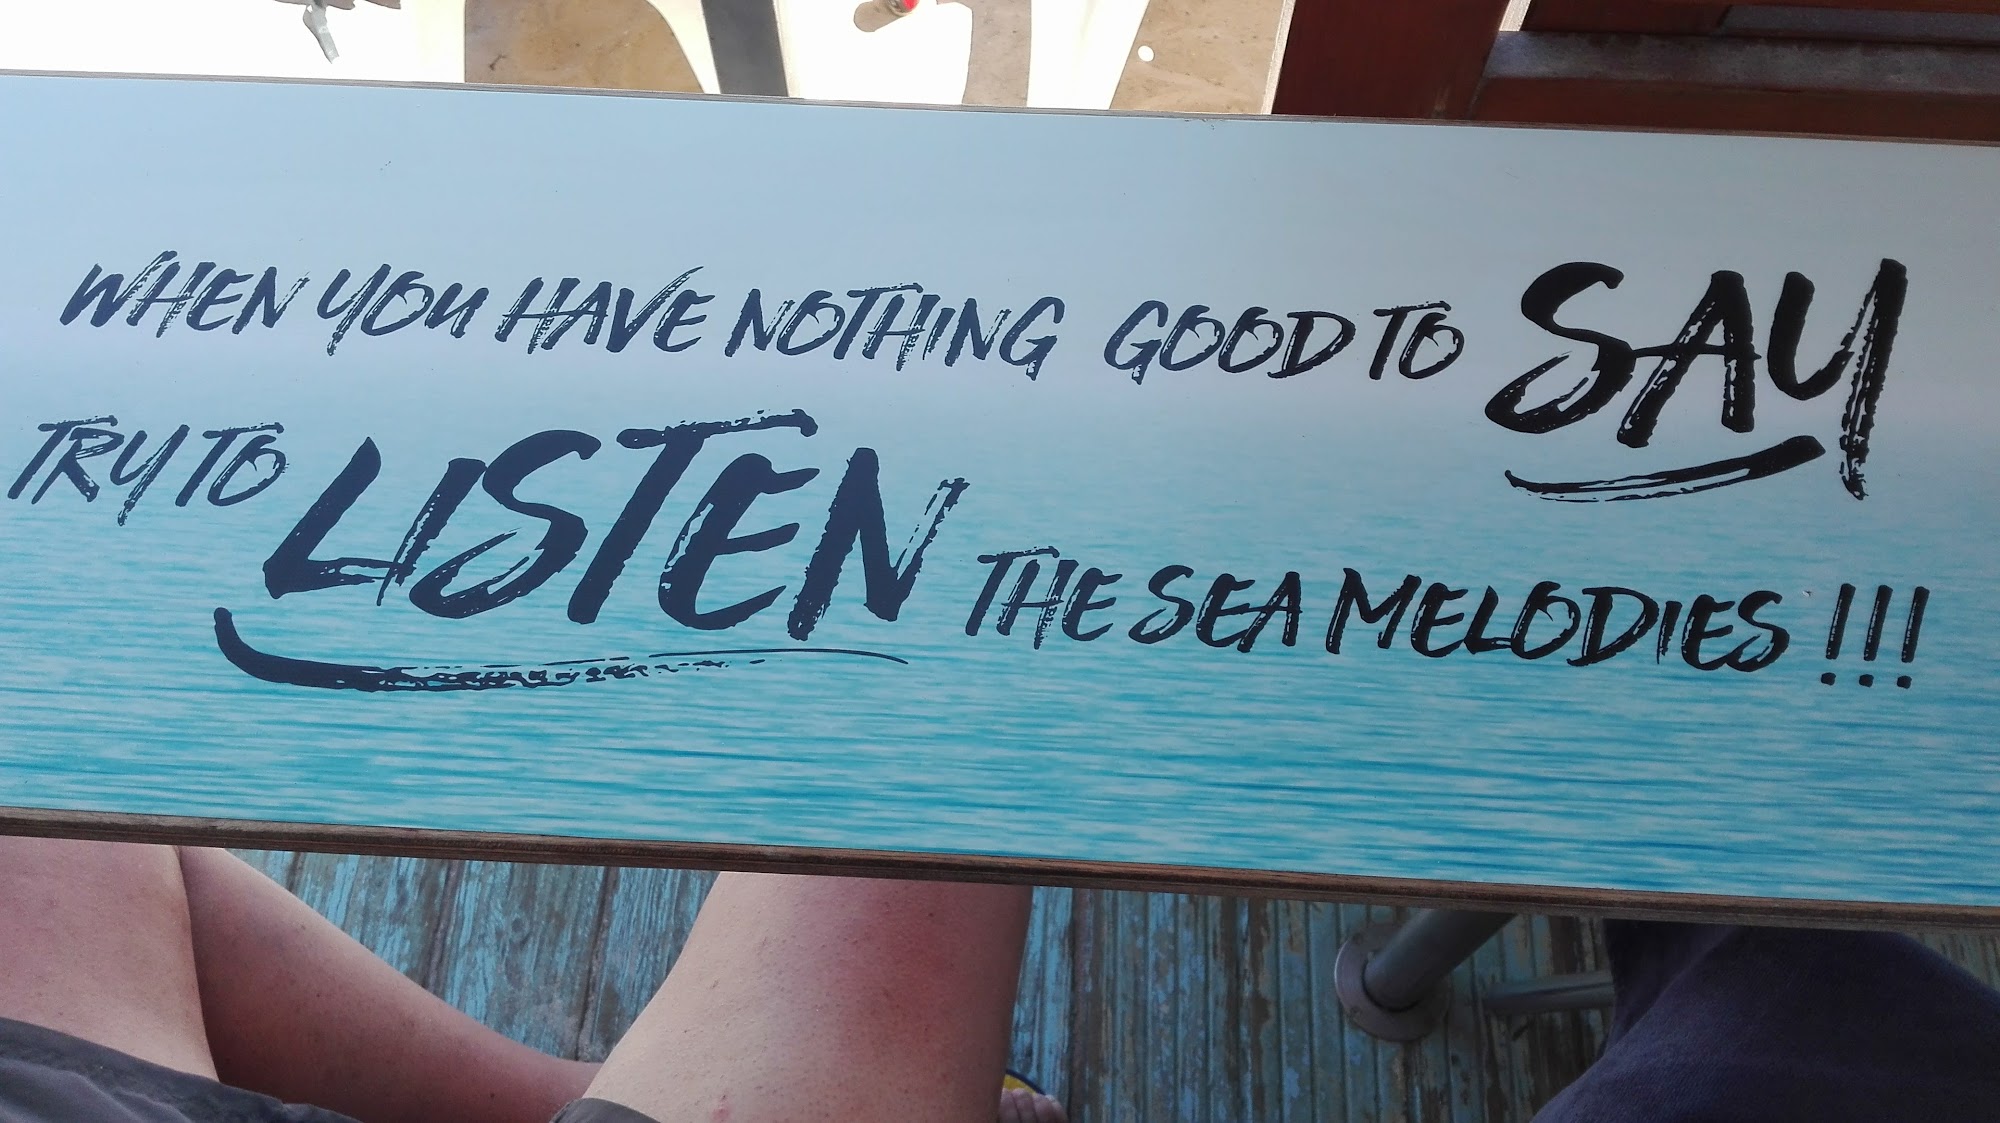 WHEN YOU HAVE NOTHING GOOD TO SAY
TRY TO LISTEN THE SEA MELODIES !!!